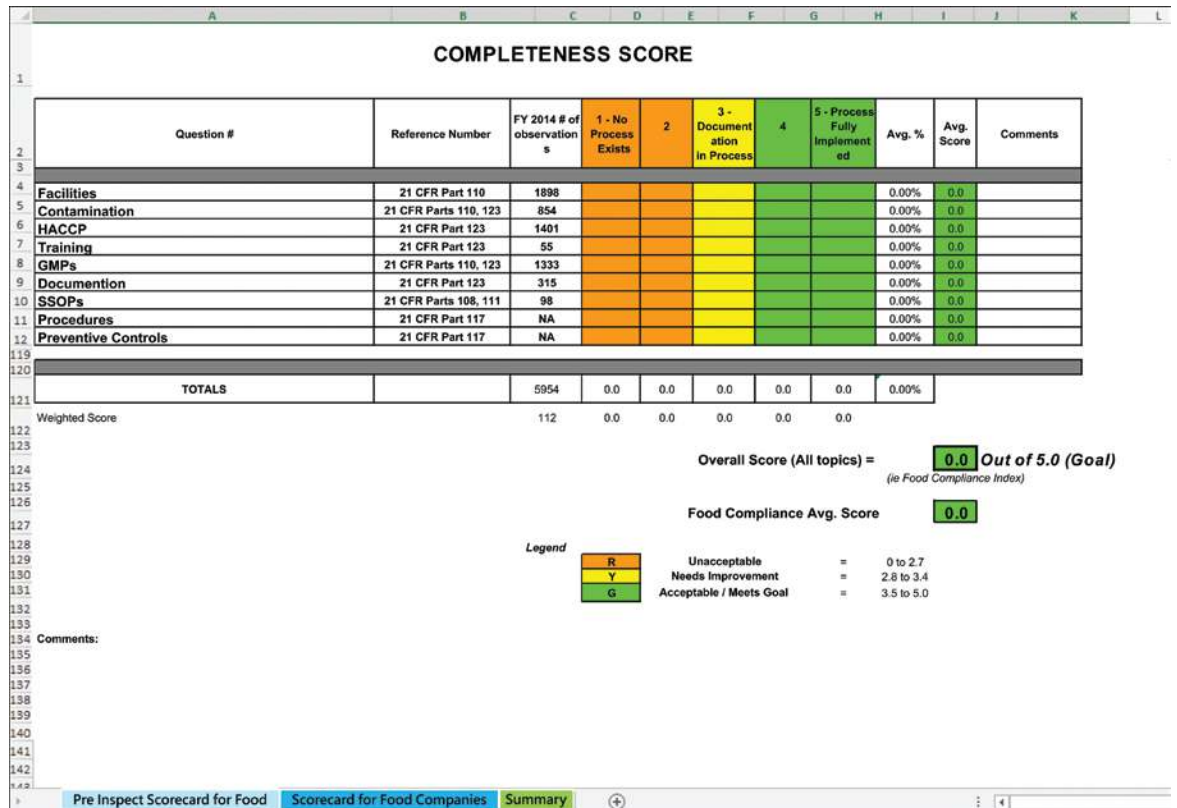 A B C D E F G H I J K L
COMPLETENESS SCORE
1
Question # Reference Number FY 2014 # of observation s 1 - No Process Exists 2 3 - Document ation in Process 4 5 - Process Fully Implement ed Avg. % Avg. Score Comments
2
3
4 Facilities 21 CFR Part 110 1898 0.00% 0.0
5 Contamination 21 CFR Parts 110, 123 854 0.00% 0.0
6 HACCP 21 CFR Part 123 1401 0.00% 0.0
7 Training 21 CFR Part 123 55 0.00% 0.0
8 GMPs 21 CFR Parts 110, 123 1333 0.00% 0.0
9 Documention 21 CFR Part 123 315 0.00% 0.0
10 SSOPs 21 CFR Parts 108, 111 98 0.00% 0.0
11 Procedures 21 CFR Part 117 NA 0.00% 0.0
12 Preventive Controls 21 CFR Part 117 NA 0.00% 0.0
119
120
121 TOTALS 5954 0.0 0.0 0.0 0.0 0.0 0.00%
122 Weighted Score 112 0.0 0.0 0.0 0.0 0.0
123
124 Overall Score (All topics) = 0.0 Out of 5.0 (Goal)
125 (ie Food Compliance Index)
126
127 Food Compliance Avg. Score 0.0
128 Legend
129 R Unacceptable = 0 to 2.7
130 Y Needs Improvement = 2.8 to 3.4
131 G Acceptable / Meets Goal = 3.5 to 5.0
132
133
134 Comments:
135
136
137
138
139
140
141
142
143
Pre Inspect Scorecard for Food Scorecard for Food Companies Summary